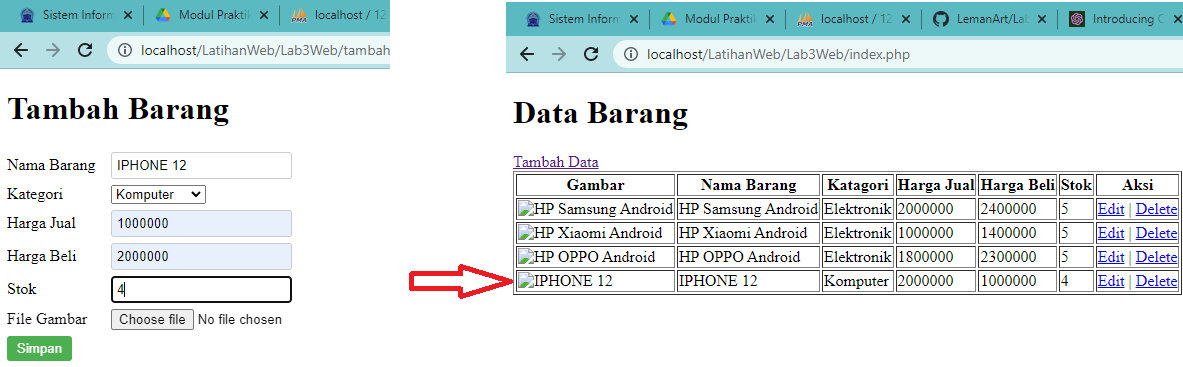 Sistem Inform
Modul Praktik
localhost / 12
localhost/LatihanWeb/Lab3Web/tambah
Tambah Barang
Nama Barang IPHONE 12
Kategori Komputer
Harga Jual 1000000
Harga Beli 2000000
Stok 4
File Gambar Choose file No file chosen
Simpan
Sistem Inform
Modul Praktik
PMA localhost / 12
LemanArt/Lab
Introducing C
localhost/LatihanWeb/Lab3Web/index.php
Data Barang
Tambah Data
Gambar Nama Barang Katagori Harga Jual Harga Beli Stok Aksi
HP Samsung Android HP Samsung Android Elektronik 2000000 2400000 5 Edit | Delete
HP Xiaomi Android HP Xiaomi Android Elektronik 1000000 1400000 5 Edit | Delete
HP OPPO Android HP OPPO Android Elektronik 1800000 2300000 5 Edit | Delete
IPHONE 12 IPHONE 12 Komputer 2000000 1000000 4 Edit | Delete